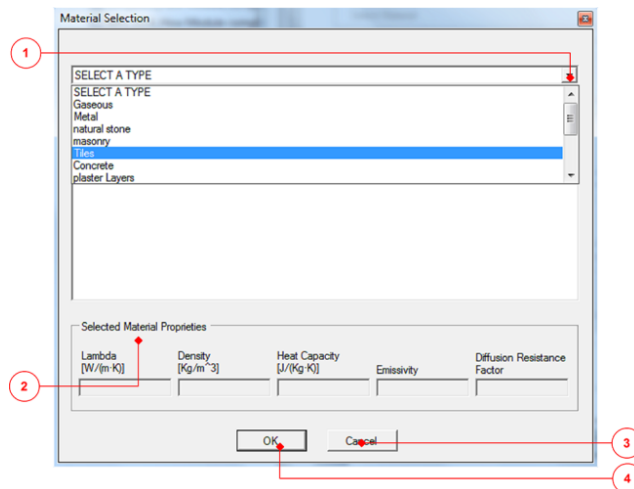 Material Selection
1
SELECT A TYPE
SELECT A TYPE
Gaseous
Metal
natural stone
masonry
Tiles
Concrete
plaster Layers
Selected Material Proprieties
Lambda
[W/(m·K)]
Density
[Kg/m^3]
Heat Capacity
[J/(Kg·K)]
Emissivity
Diffusion Resistance
Factor
2
OK
Cancel
3
4